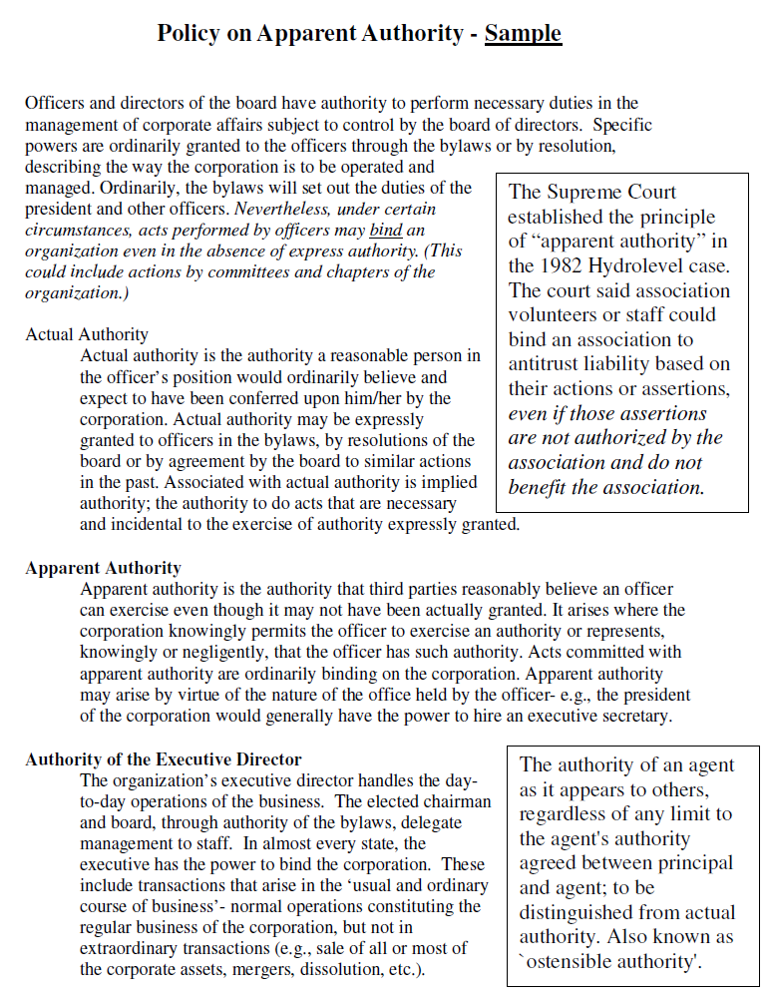 Policy on Apparent Authority - Sample
Officers and directors of the board have authority to perform necessary duties in the
management of corporate affairs subject to control by the board of directors.  Specific
powers are ordinarily granted to the officers through the bylaws or by resolution,
describing the way the corporation is to be operated and
managed. Ordinarily, the bylaws will set out the duties of the
president and other officers. Nevertheless, under certain
circumstances, acts performed by officers may bind an
organization even in the absence of express authority. (This
could include actions by committees and chapters of the
organization.)
The Supreme Court
established the principle
of “apparent authority” in
the 1982 Hydrolevel case.
The court said association
volunteers or staff could
bind an association to
antitrust liability based on
their actions or assertions,
even if those assertions
are not authorized by the
association and do not
benefit the association.
Actual Authority
Actual authority is the authority a reasonable person in
the officer’s position would ordinarily believe and
expect to have been conferred upon him/her by the
corporation. Actual authority may be expressly
granted to officers in the bylaws, by resolutions of the
board or by agreement by the board to similar actions
in the past. Associated with actual authority is implied
authority; the authority to do acts that are necessary
and incidental to the exercise of authority expressly granted.
Apparent Authority
Apparent authority is the authority that third parties reasonably believe an officer
can exercise even though it may not have been actually granted. It arises where the
corporation knowingly permits the officer to exercise an authority or represents,
knowingly or negligently, that the officer has such authority. Acts committed with
apparent authority are ordinarily binding on the corporation. Apparent authority
may arise by virtue of the nature of the office held by the officer- e.g., the president
of the corporation would generally have the power to hire an executive secretary.
Authority of the Executive Director
The organization’s executive director handles the day-
to-day operations of the business.  The elected chairman
and board, through authority of the bylaws, delegate
management to staff.  In almost every state, the
executive has the power to bind the corporation.  These
include transactions that arise in the ‘usual and ordinary
course of business’- normal operations constituting the
regular business of the corporation, but not in
extraordinary transactions (e.g., sale of all or most of
the corporate assets, mergers, dissolution, etc.).
The authority of an agent
as it appears to others,
regardless of any limit to
the agent's authority
agreed between principal
and agent; to be
distinguished from actual
authority. Also known as
`ostensible authority'.